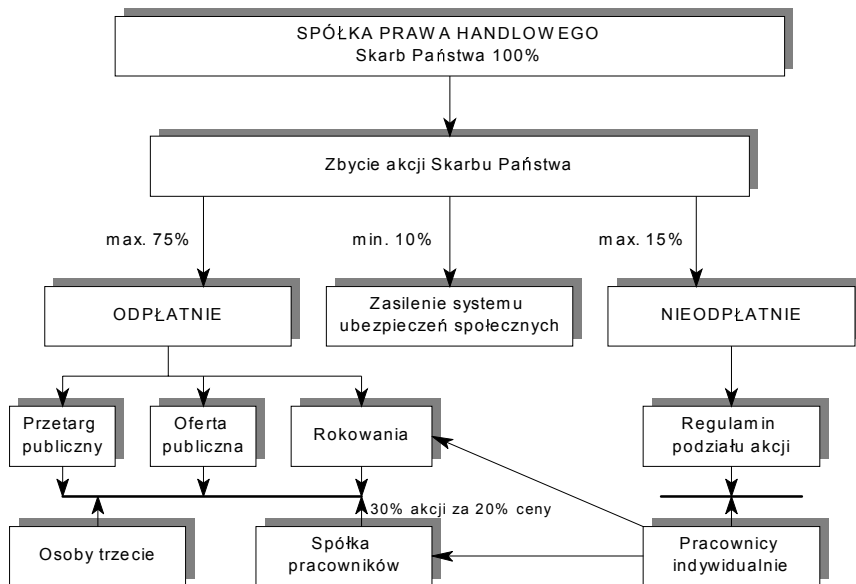 SPÓŁKA PRAWA HANDLOWEGO
Skarb Państwa 100%
Zbycie akcji Skarbu Państwa
max. 75%
min. 10%
max. 15%
ODPŁATNIE
Zasilenie systemu
ubezpieczeń społecznych
NIEODPŁATNIE
Przetarg
publiczny
Oferta
publiczna
Rokowania
Regulamin
podziału akcji
30% akcji za 20% ceny
Osoby trzecie
Spółka
pracowników
Pracownicy
indywidualnie